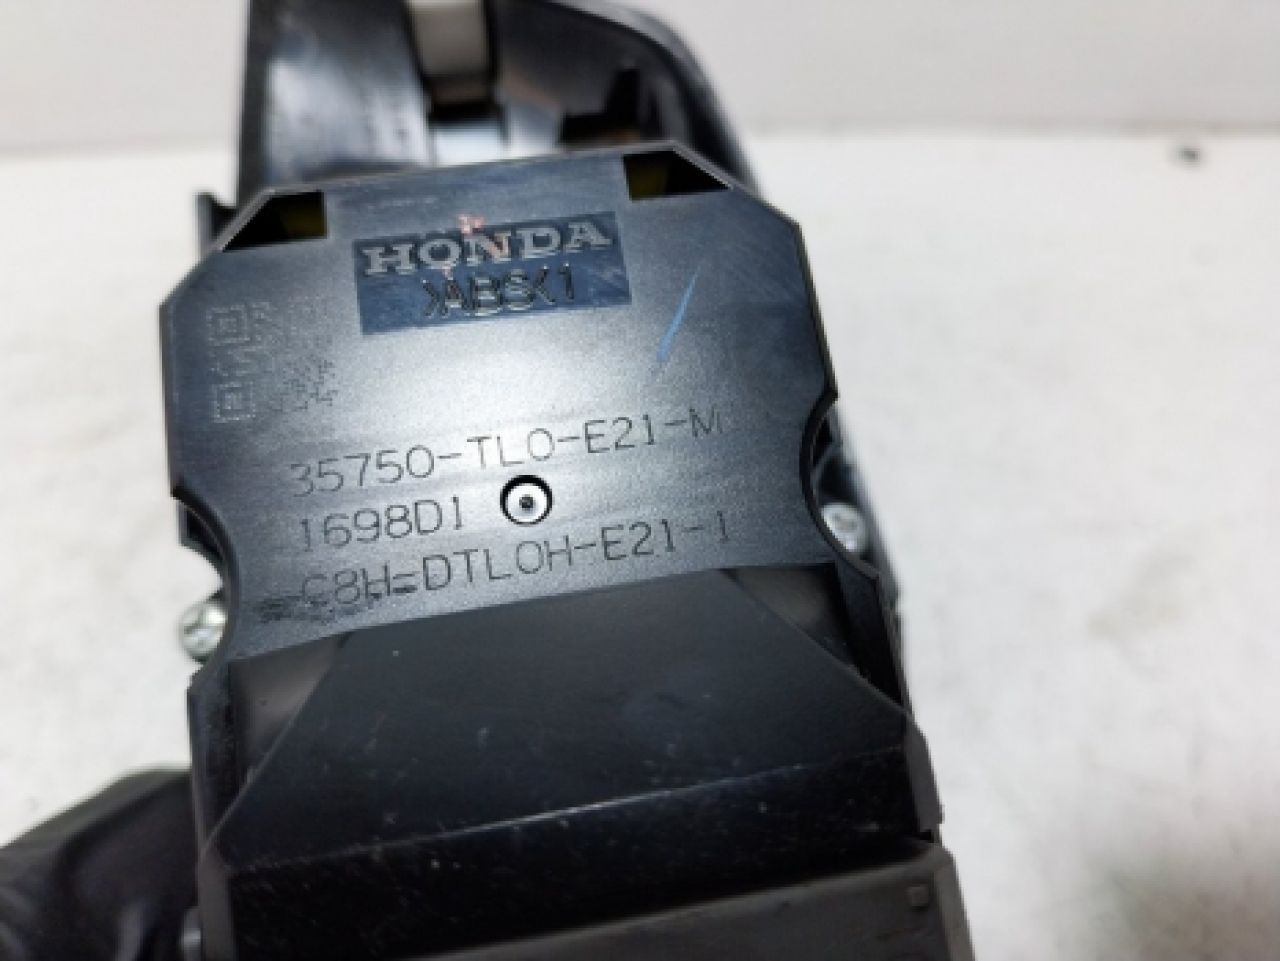 HONDA
>ABS<1
35750-TL0-E21-M
1698D1
C8H-DTL0H-E21-1